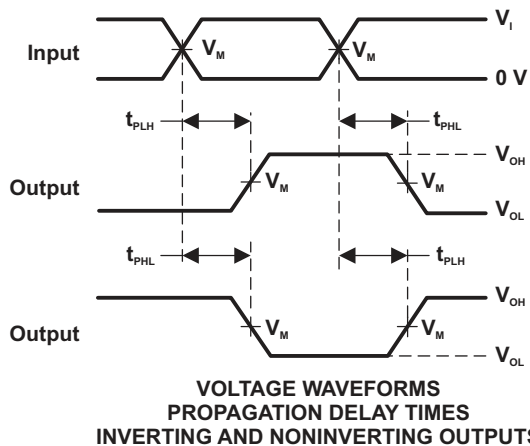 Input
V_M
V_M
V_I
0 V
t_PLH
t_PHL
Output
V_M
V_M
V_OH
V_OL
t_PHL
t_PLH
Output
V_M
V_M
V_OH
V_OL
VOLTAGE WAVEFORMS
PROPAGATION DELAY TIMES
INVERTING AND NONINVERTING OUTPUTS